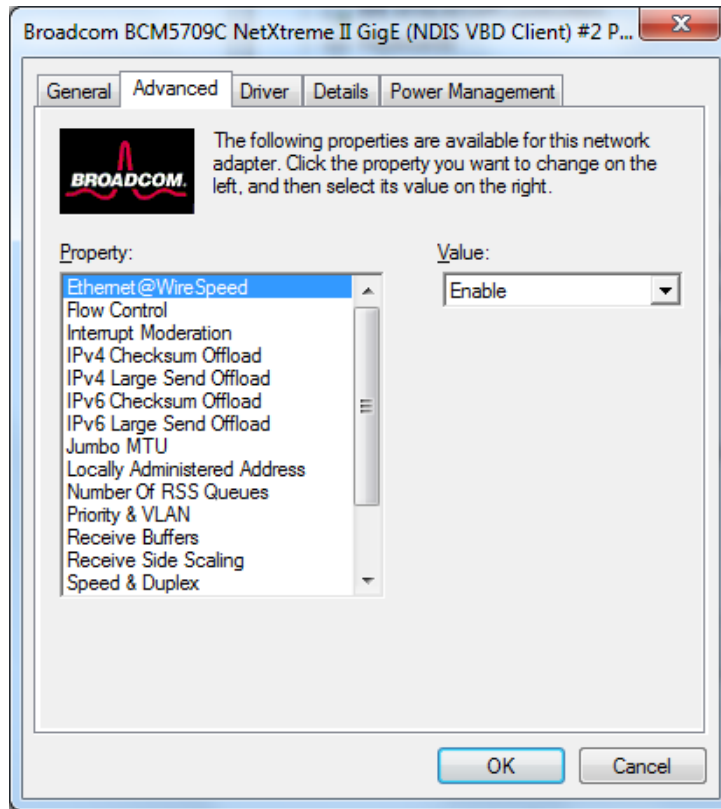 Broadcom BCM5709C NetXtreme II GigE (NDIS VBD Client) #2 P...
General Advanced Driver Details Power Management
BROADCOM.
The following properties are available for this network
adapter. Click the property you want to change on the
left, and then select its value on the right.
Property:
Value:
Ethernet@WireSpeed
Enable
Flow Control
Interrupt Moderation
IPv4 Checksum Offload
IPv4 Large Send Offload
IPv6 Checksum Offload
IPv6 Large Send Offload
Jumbo MTU
Locally Administered Address
Number Of RSS Queues
Priority & VLAN
Receive Buffers
Receive Side Scaling
Speed & Duplex
OK
Cancel